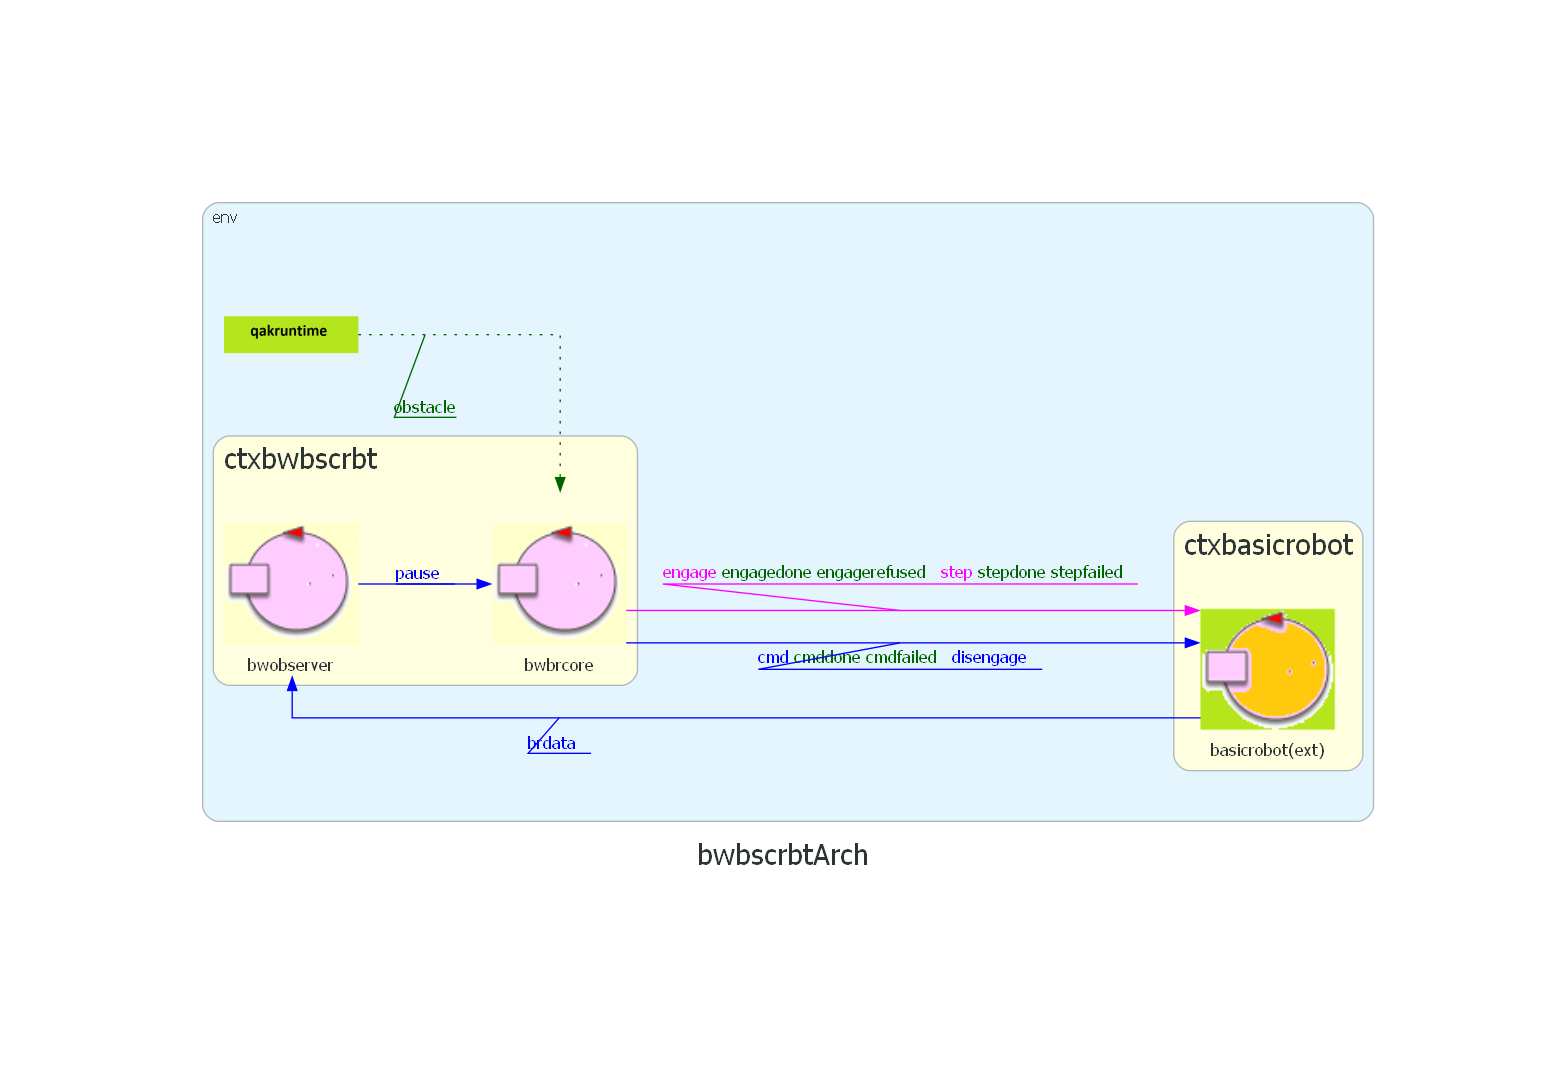 env
qakruntime
obstacle
ctxbwbscrbt
ctxbasicrobot
pause
engage engagedone engagerefused step stepdone stepfailed
cmd cmddone cmdfailed disengage
bwobserver
bwbrcore
brdata
basicrobot(ext)
bwbscrbtArch